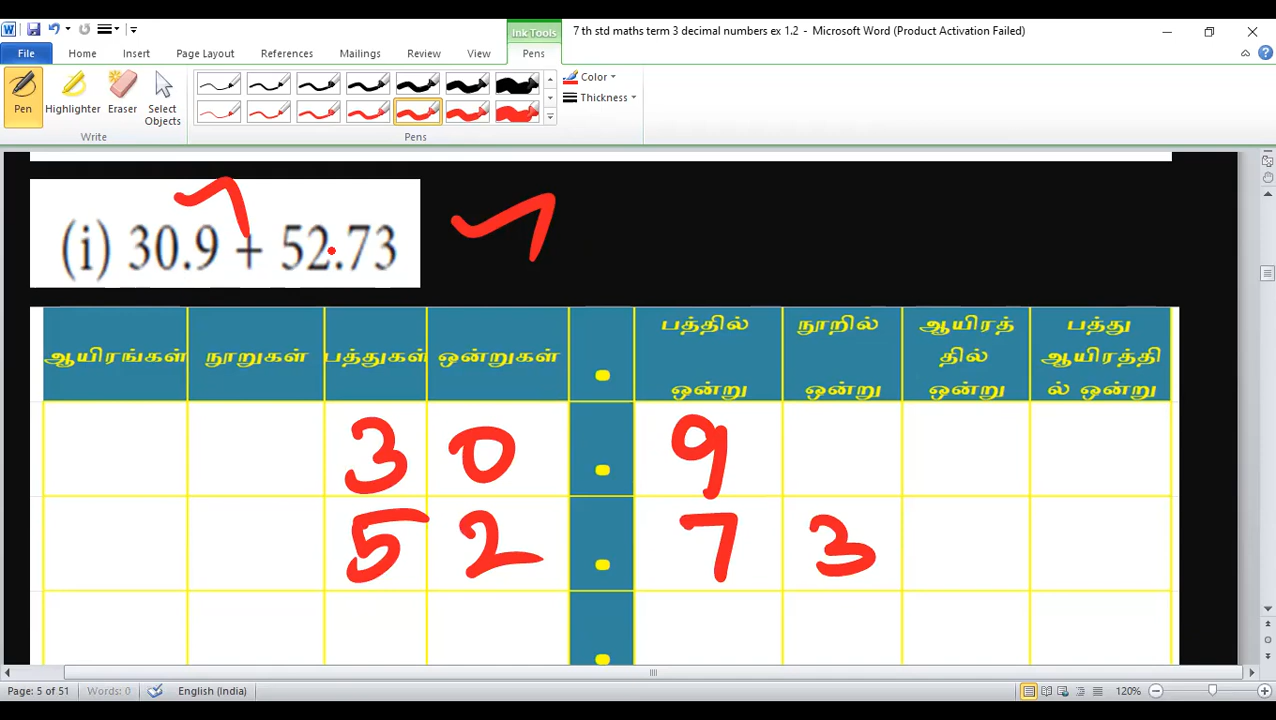 Ink Tools
7 th std maths term 3 decimal numbers ex 1.2 - Microsoft Word (Product Activation Failed)
File Home Insert Page Layout References Mailings Review View Pens
Pen Highlighter Eraser Select Objects
Color
Thickness
Write Pens
(i) 30.9 + 52.73
ஆயிரங்கள் நூறுகள் பத்துகள் ஒன்றுகள் . பத்தில் ஒன்று நூறில் ஒன்று ஆயிரத்தில் ஒன்று பத்து ஆயிரத்தில் ஒன்று
3 0 . 9
5 2 . 7 3
.
Page: 5 of 51 Words: 0 English (India) 120%